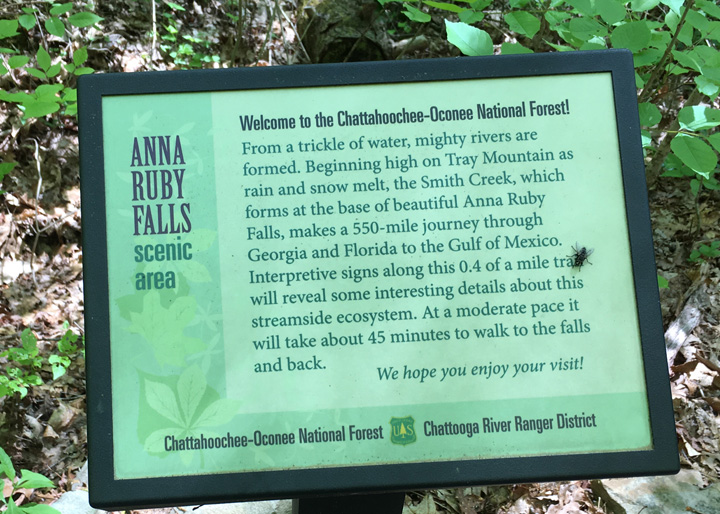 Welcome to the Chattahoochee-Oconee National Forest!
ANNA
RUBY
FALLS
scenic
area
From a trickle of water, mighty rivers are
formed. Beginning high on Tray Mountain as
rain and snow melt, the Smith Creek, which
forms at the base of beautiful Anna Ruby
Falls, makes a 550-mile journey through
Georgia and Florida to the Gulf of Mexico.
Interpretive signs along this 0.4 of a mile
will reveal some interesting details about this
streamside ecosystem. At a moderate pace it
will take about 45 minutes to walk to the falls
and back.
We hope you enjoy your visit!
Chattahoochee-Oconee National Forest UAS Chattooga River Ranger District